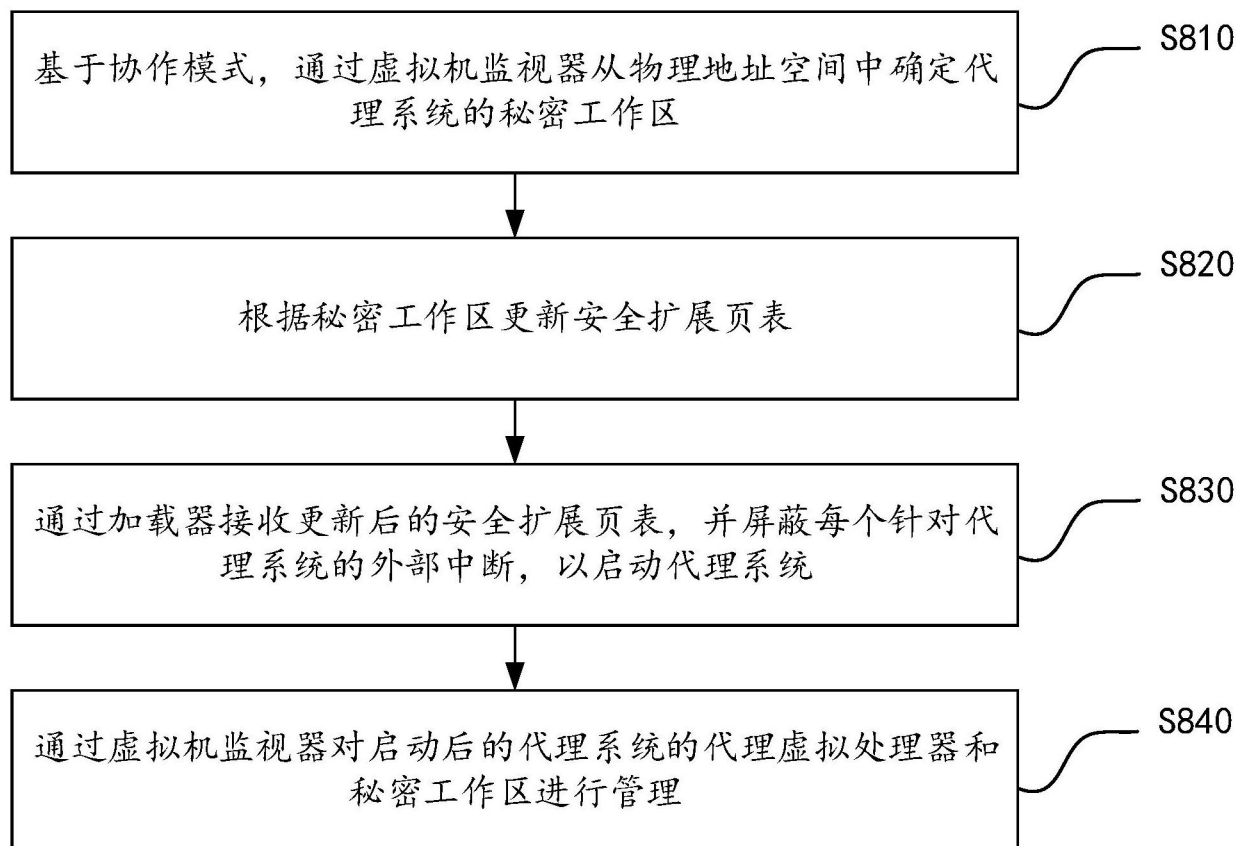 基于协作模式，通过虚拟机监视器从物理地址空间中确定代
理系统的秘密工作区
S810
根据秘密工作区更新安全扩展页表
S820
通过加载器接收更新后的安全扩展页表，并屏蔽每个针对代
理系统的外部中断，以启动代理系统
S830
通过虚拟机监视器对启动后的代理系统的代理虚拟处理器和
秘密工作区进行管理
S840